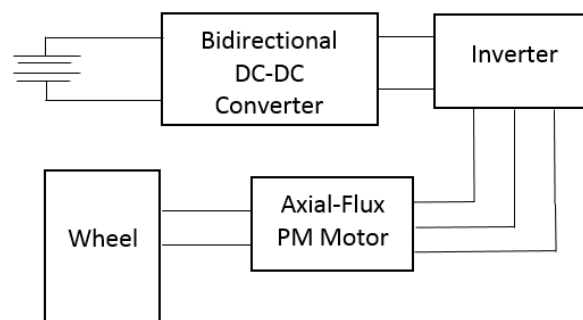 Bidirectional
DC-DC
Converter
Inverter
Wheel
Axial-Flux
PM Motor